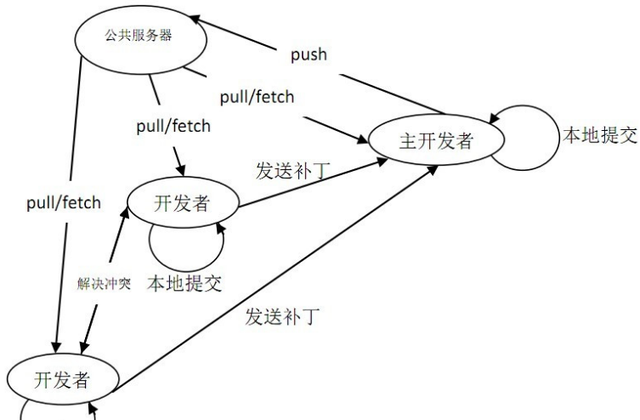 公共服务器
push
pull/fetch
pull/fetch
主开发者
本地提交
发送补丁
pull/fetch
开发者
解决冲突
本地提交
发送补丁
开发者